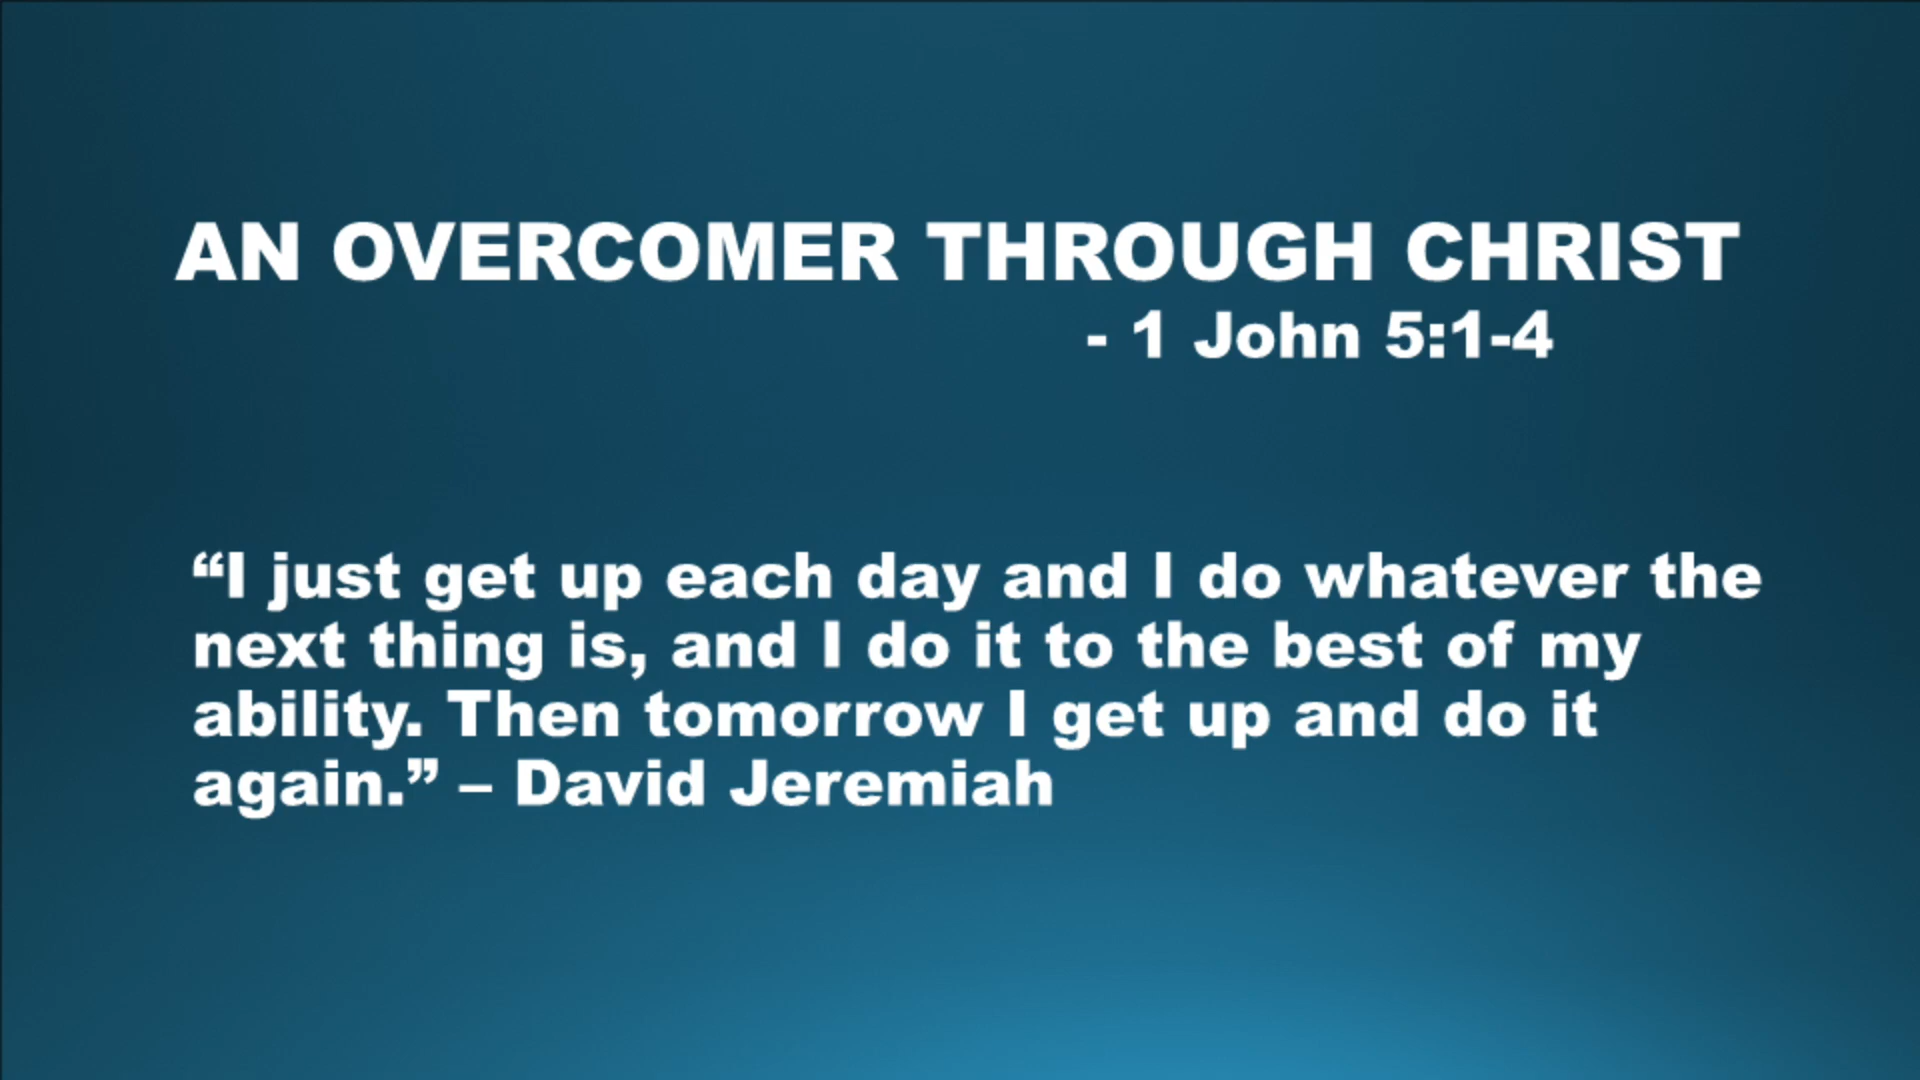 AN OVERCOMER THROUGH CHRIST
- 1 John 5:1-4
“I just get up each day and I do whatever the
next thing is, and I do it to the best of my
ability. Then tomorrow I get up and do it
again.” – David Jeremiah